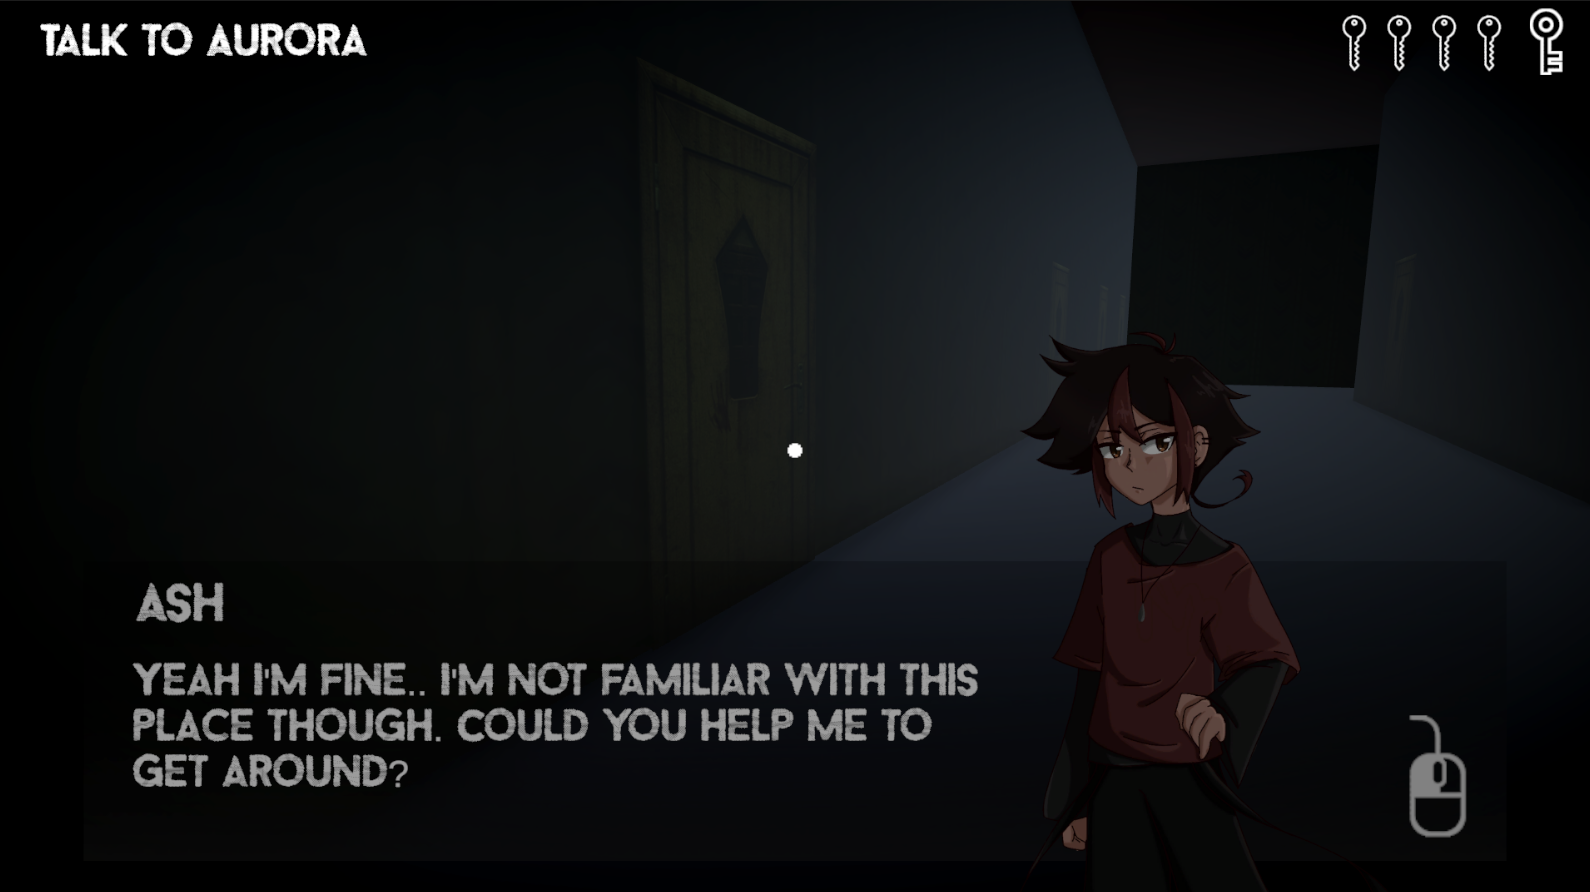 TALK TO AURORA
ASH
YEAH I'M FINE.. I'M NOT FAMILIAR WITH THIS
PLACE THOUGH. COULD YOU HELP ME TO
GET AROUND?